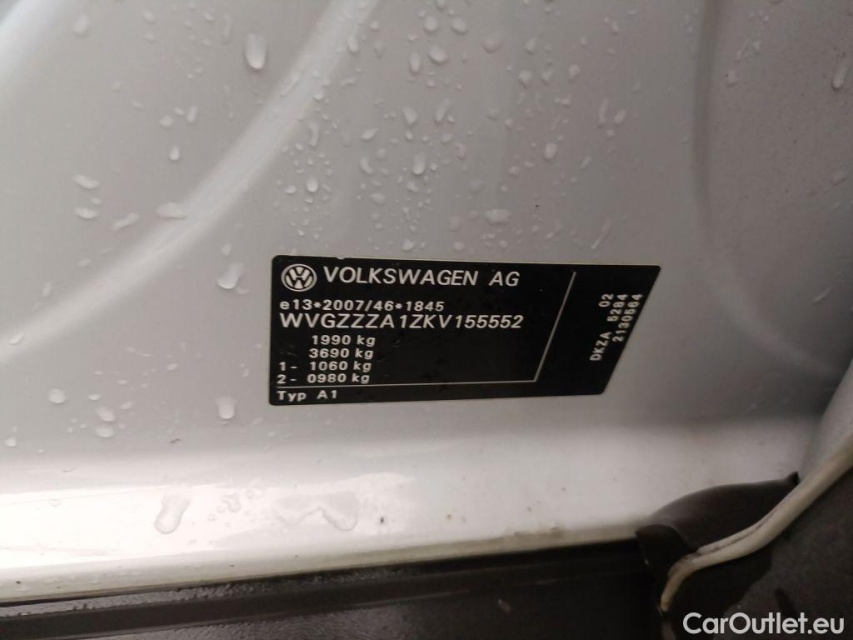 VOLKSWAGEN AG
e13*2007/46*1845
WVGZZZA1ZKV155552
1990 kg
3690 kg
1- 1060 kg
2- 0980 kg
Typ A1
02
DKZA 5284
2130564
CarOutlet.eu